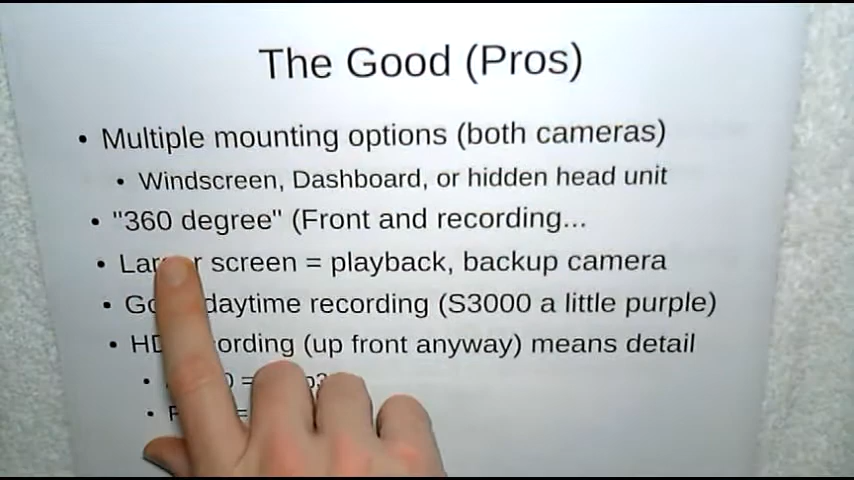 The Good (Pros)
• Multiple mounting options (both cameras)
• Windscreen, Dashboard, or hidden head unit
• "360 degree" (Front and recording...
• screen = playback, backup camera
• daytime recording (S3000 a little purple)
• (up front anyway) means detail